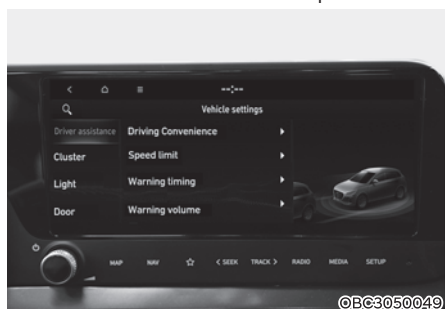 --:--
Vehicle settings
Driver assistance Driving Convenience
Cluster Speed limit
Light Warning timing
Door Warning volume
MAP NAV < SEEK TRACK > RADIO MEDIA SETUP
OBC3050049